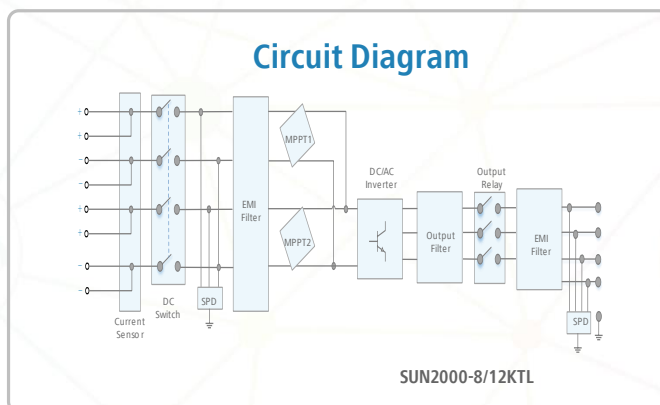 Circuit Diagram
+
+
−
−
+
+
−
−
Current
Sensor
DC
Switch
SPD
EMI
Filter
MPPT1
MPPT2
DC/AC
Inverter
Output
Filter
Output
Relay
EMI
Filter
SPD
SUN2000-8/12KTL